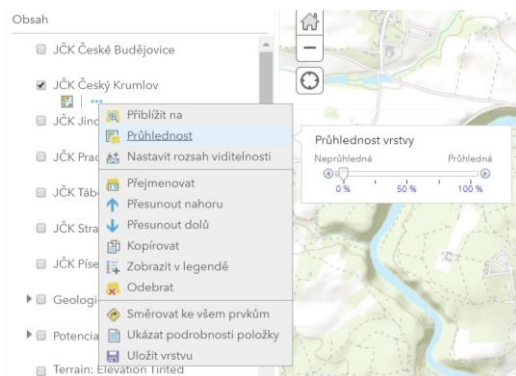 Obsah
JČK České Budějovice
JČK Český Krumlov
JČK Jind
Přiblížit na
Průhlednost
Nastavit rozsah viditelnosti
Přejmenovat
Přesunout nahoru
Přesunout dolů
Kopírovat
Zobrazit v legendě
Odebrat
Směrovat ke všem prvkům
Ukázat podrobnosti položky
Uložit vrstvu
JČK Prac
JČK Tábo
JČK Stra
JČK Píse
Geologi
Potencia
Terrain: Elevation Tinted
Průhlednost vrstvy
Neprůhledná Průhledná
0 % 50 % 100 %